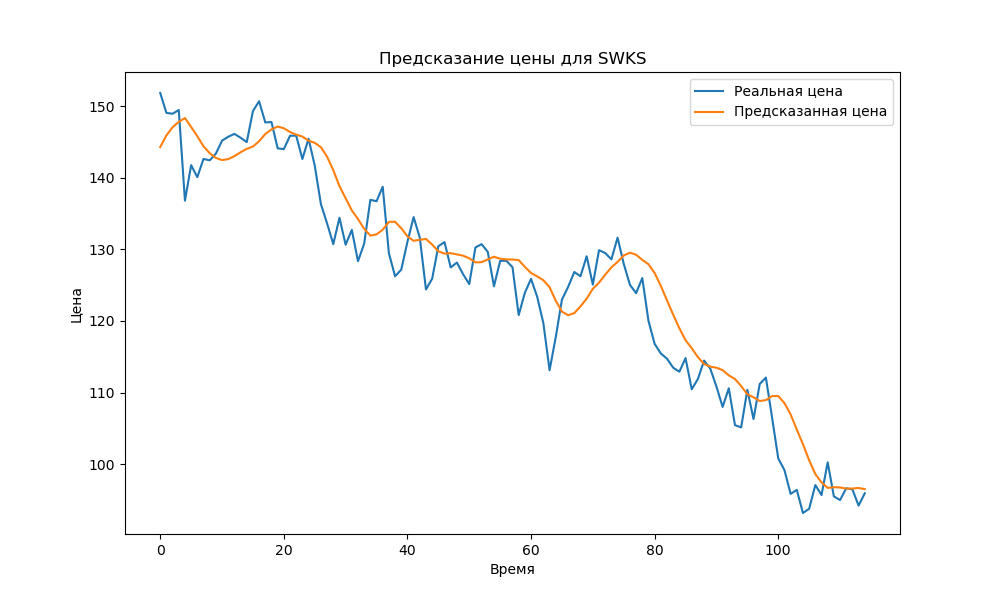 Предсказание цены для SWKS
Реальная цена
Предсказанная цена
Цена
150
140
130
120
110
100
0 20 40 60 80 100
Время